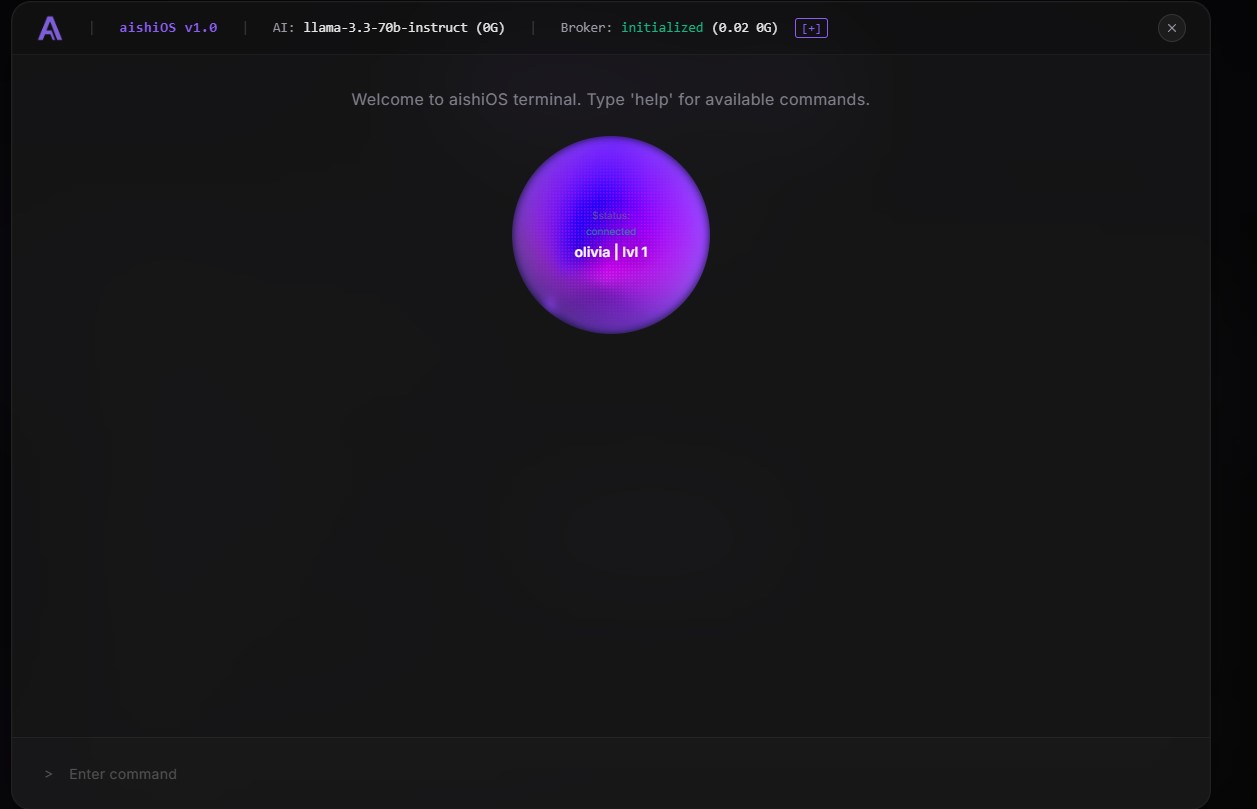 | aishiOS v1.0 | AI: llama-3.3-70b-instruct (0G) | Broker: initialized (0.02 0G) [+]
Welcome to aishiOS terminal. Type 'help' for available commands.
$status:
connected
olivia | lvl 1
> Enter command